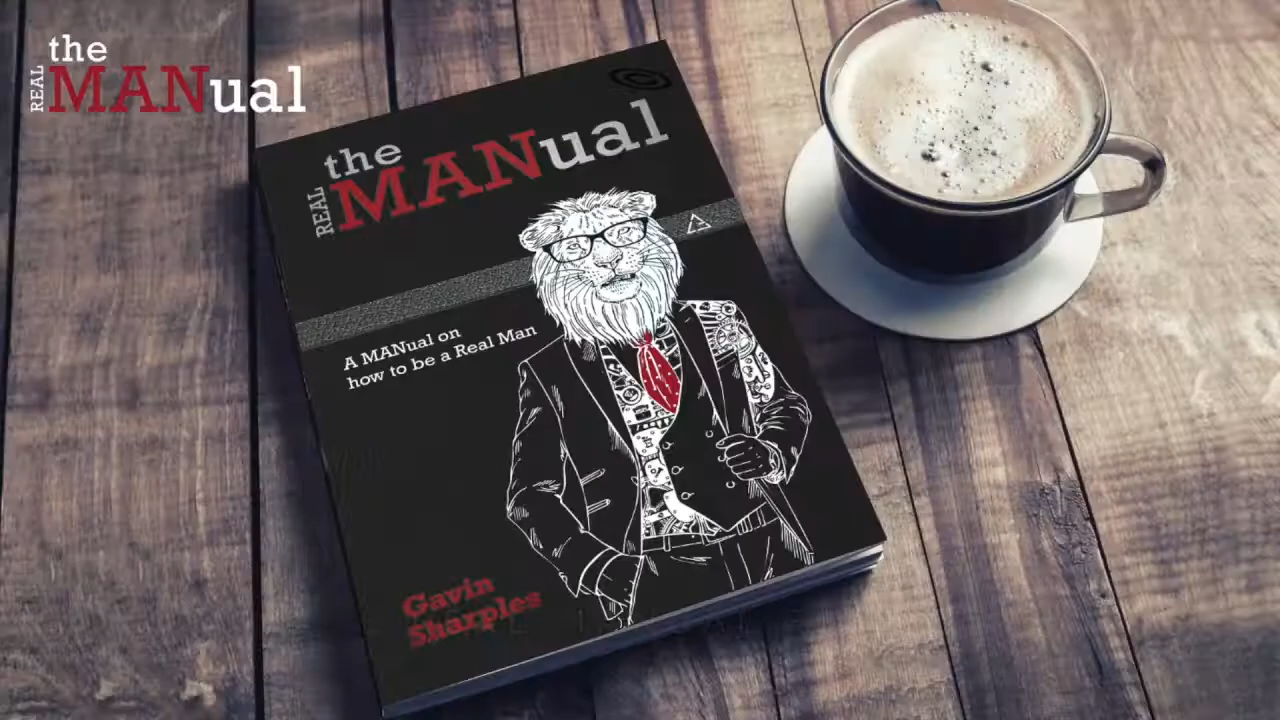 the
REAL MANual
the
REAL MANual
A MANual on
how to be a Real Man
Gavin
Sharples